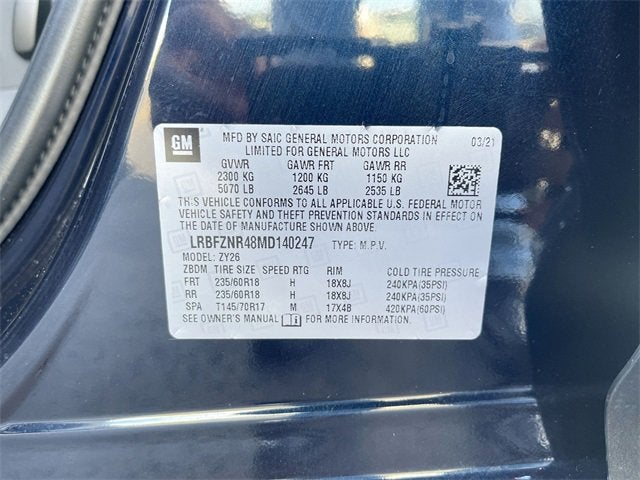 GM
MFD BY SAIC GENERAL MOTORS CORPORATION 03/21
LIMITED FOR GENERAL MOTORS LLC
GVWR GAWR FRT GAWR RR
2300 KG 1200 KG 1150 KG
5070 LB 2645 LB 2535 LB
THIS VEHICLE CONFORMS TO ALL APPLICABLE U.S. FEDERAL MOTOR
VEHICLE SAFETY AND THEFT PREVENTION STANDARDS IN EFFECT ON
THE DATE OF MANUFACTURE SHOWN ABOVE.
LRBFZNR48MD140247 TYPE: M.P.V.
MODEL: ZY26
ZBDM TIRE SIZE SPEED RTG RIM COLD TIRE PRESSURE
FRT 235/60R18 H 18X8J 240KPA(35PSI)
RR 235/60R18 H 18X8J 240KPA(35PSI)
SPA T145/70R17 M 17X4B 420KPA(60PSI)
SEE OWNER'S MANUAL FOR MORE INFORMATION.